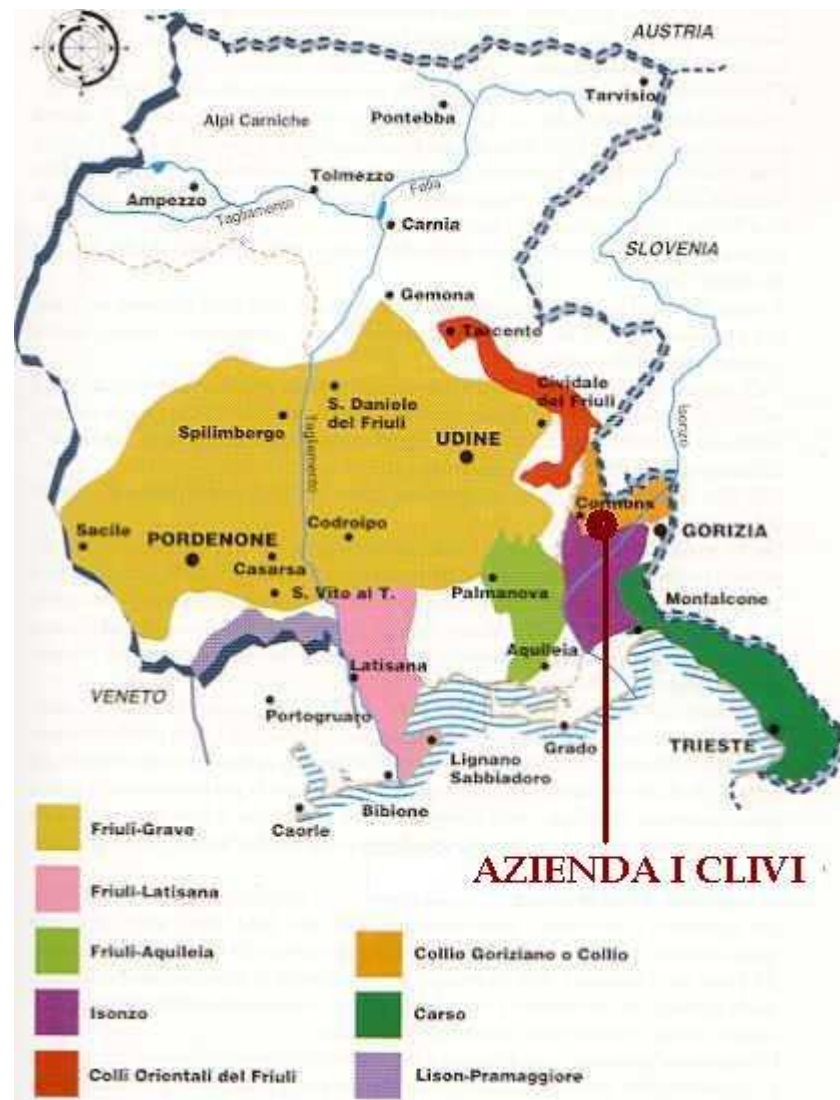 AUSTRIA
Tarvisio
Pontebba
Alpi Carniche
Tolmezzo
Fella
Ampezzo
Tagliamento
Carnia
SLOVENIA
Gemona
Tarcento
Cividale
del Friuli
S. Daniele
del Friuli
Spilimbergo
UDINE
Tagliamento
Isonzo
Cormons
GORIZIA
Sacile
PORDENONE
Codroipo
Casarsa
S. Vito al T.
Palmanova
Monfalcone
Aquileia
Latisana
VENETO
Portogruaro
Grado
TRIESTE
Lignano
Sabbiadoro
Bibione
Caorle
AZIENDA I CLIVI
Friuli-Grave
Friuli-Latisana
Friuli-Aquileia
Isonzo
Colli Orientali del Friuli
Collio Goriziano o Collio
Carso
Lison-Pramaggiore